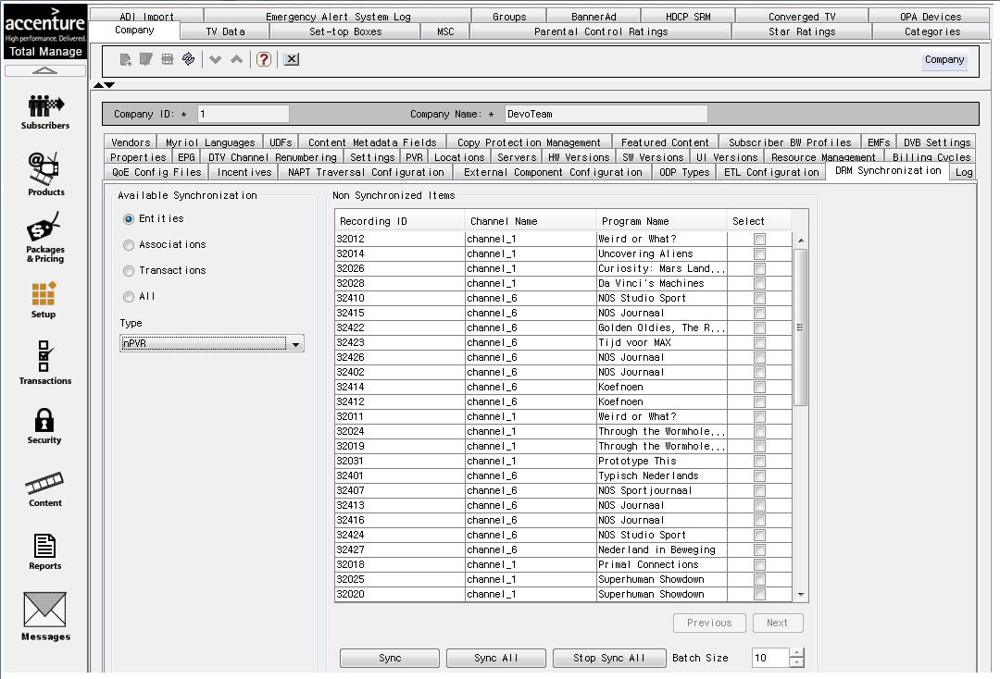 accenture
High performance. Delivered.
Total Manage
Subscribers
Products
Packages
& Pricing
Setup
Transactions
Security
Content
Reports
Messages
ADI Import Emergency Alert System Log Groups BannerAd HDCP SRM Converged TV OPA Devices
Company TV Data Set-top Boxes MSC Parental Control Ratings Star Ratings Categories
Company
Company ID: * 1 Company Name: * DevoTeam
Vendors Myriol Languages UDFs Content Metadata Fields Copy Protection Management Featured Content Subscriber BW Profiles EMFs DVB Settings
Properties EPG DTV Channel Renumbering Settings PVR Locations Servers HW Versions SW Versions UI Versions Resource Management Billing Cycles
QoE Config Files Incentives NAPT Traversal Configuration External Component Configuration ODP Types ETL Configuration DRM Synchronization Log
Available Synchronization
Entities
Associations
Transactions
All
Type
nPVR
Non Synchronized Items
Recording ID Channel Name Program Name Select
32012 channel_1 Weird or What?
32014 channel_1 Uncovering Aliens
32026 channel_1 Curiosity: Mars Land...
32028 channel_1 Da Vinci's Machines
32410 channel_6 NOS Studio Sport
32415 channel_6 NOS Journaal
32422 channel_6 Golden Oldies, The R...
32423 channel_6 Tijd voor MAX
32426 channel_6 NOS Journaal
32402 channel_6 NOS Journaal
32414 channel_6 Koefnoen
32412 channel_6 Koefnoen
32011 channel_1 Weird or What?
32024 channel_1 Through the Wormhole...
32019 channel_1 Through the Wormhole...
32031 channel_1 Prototype This
32401 channel_6 Typisch Nederlands
32407 channel_6 NOS Sportjournaal
32413 channel_6 NOS Journaal
32416 channel_6 NOS Journaal
32424 channel_6 NOS Studio Sport
32427 channel_6 Nederland in Beweging
32018 channel_1 Primal Connections
32025 channel_1 Superhuman Showdown
32020 channel_1 Superhuman Showdown
Previous Next
Sync Sync All Stop Sync All Batch Size 10